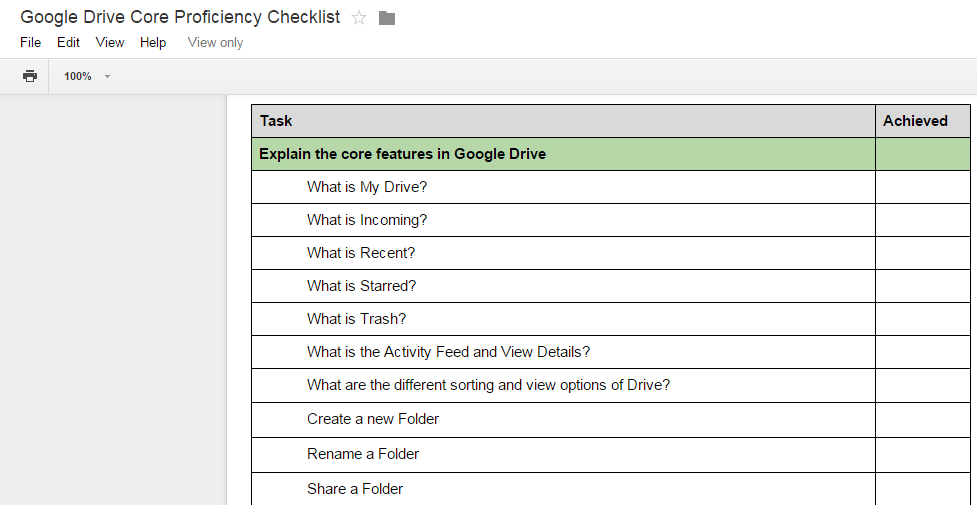 Google Drive Core Proficiency Checklist
File Edit View Help View only
100%
Task Achieved
Explain the core features in Google Drive
What is My Drive?
What is Incoming?
What is Recent?
What is Starred?
What is Trash?
What is the Activity Feed and View Details?
What are the different sorting and view options of Drive?
Create a new Folder
Rename a Folder
Share a Folder